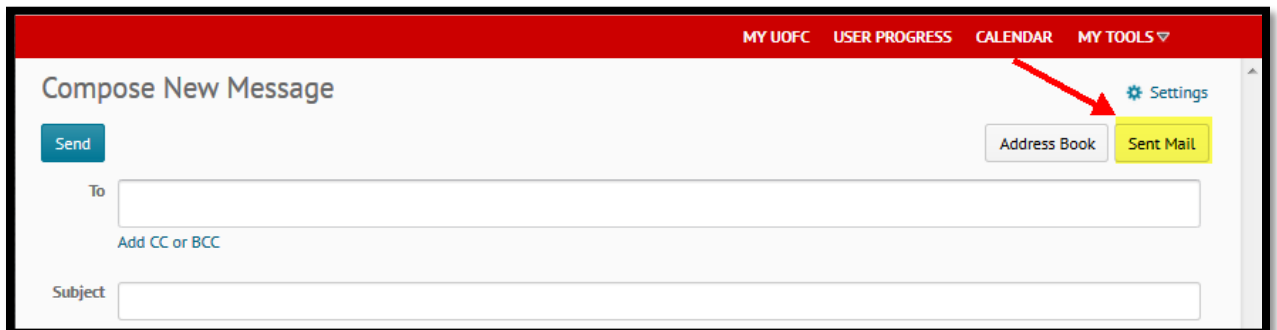 MY UOFC USER PROGRESS CALENDAR MY TOOLS
Compose New Message
Settings
Send
Address Book
Sent Mail
To
Add CC or BCC
Subject